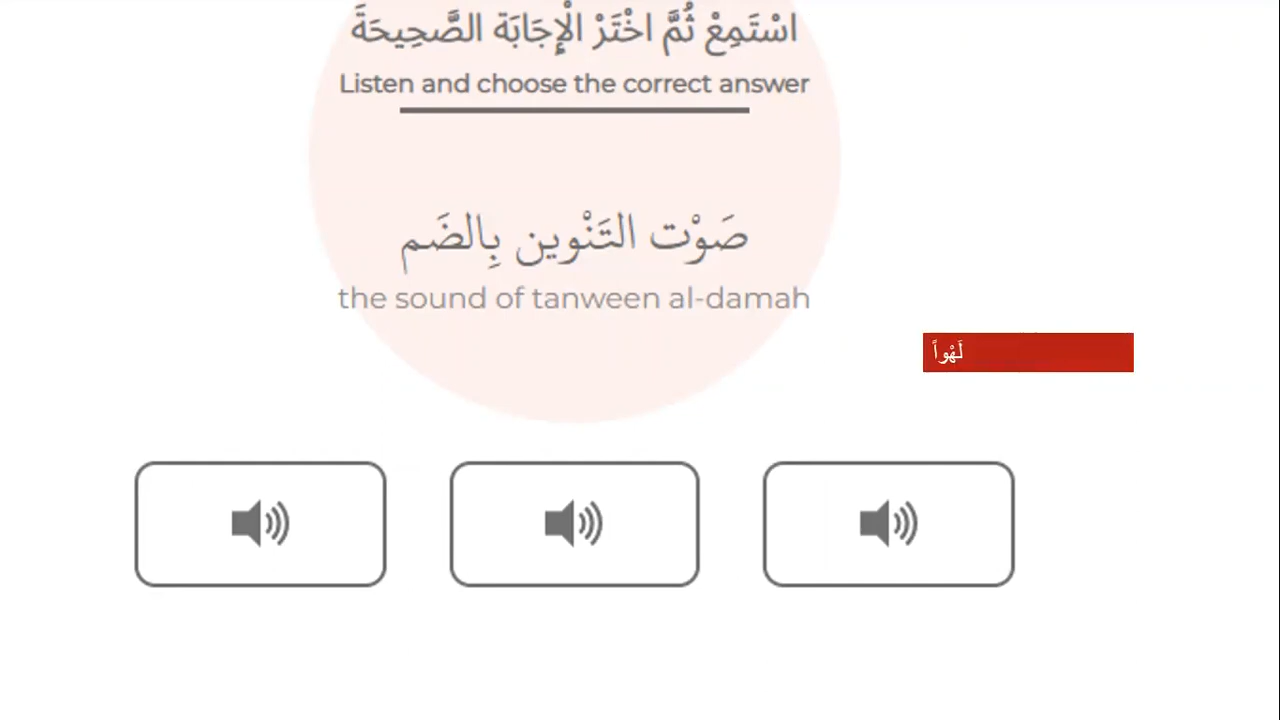 اسْتَمِعْ ثُمَّ اخْتَرْ الْإِجَابَة الصَّحِيحَةَ
Listen and choose the correct answer
صَوْت التَنْوين بِالضَم
the sound of tanween al-damah
لَهْواً